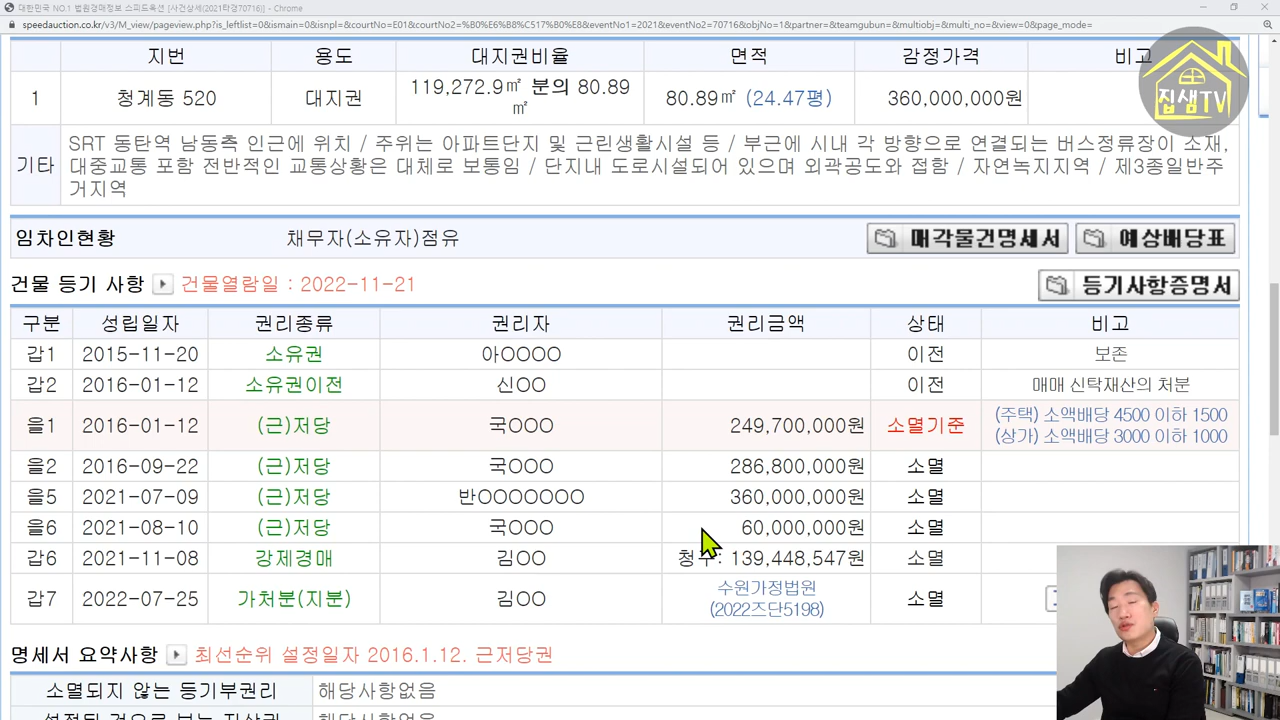 대한민국 NO.1 법원경매정보 스피드옥션 [사건상세(2021타경70716)] - Chrome
speedauction.co.kr/v3/M_view/pageview.php?is_leftlist=0&ismain=0&isnpl=&courtNo=E01&courtNo2=%B0%E6%B8%C517%B0%E8&eventNo1=2021&eventNo2=70716&objNo=1&partner=&teamgubun=&multiobj=&multi_no=&view=0&page_mode=
지번 용도 대지권비율 면적 감정가격 비고
1 청계동 520 대지권 119,272.9㎡ 분의 80.89㎡ 80.89㎡ (24.47평) 360,000,000원
집샘TV
기타 SRT 동탄역 남동측 인근에 위치 / 주위는 아파트단지 및 근린생활시설 등 / 부근에 시내 각 방향으로 연결되는 버스정류장이 소재,
대중교통 포함 전반적인 교통상황은 대체로 보통임 / 단지내 도로시설되어 있으며 외곽공도와 접함 / 자연녹지지역 / 제3종일반주
거지역
임차인현황 채무자(소유자)점유 매각물건명세서 예상배당표
건물 등기 사항 건물열람일 : 2022-11-21 등기사항증명서
구분 성립일자 권리종류 권리자 권리금액 상태 비고
갑1 2015-11-20 소유권 아OOOO 이전 보존
갑2 2016-01-12 소유권이전 신OO 이전 매매 신탁재산의 처분
을1 2016-01-12 (근)저당 국OOO 249,700,000원 소멸기준 (주택) 소액배당 4500 이하 1500
(상가) 소액배당 3000 이하 1000
을2 2016-09-22 (근)저당 국OOO 286,800,000원 소멸
을5 2021-07-09 (근)저당 반OOOOOOO 360,000,000원 소멸
을6 2021-08-10 (근)저당 국OOO 60,000,000원 소멸
갑6 2021-11-08 강제경매 김OO 청구: 139,448,547원 소멸
갑7 2022-07-25 가처분(지분) 김OO 수원가정법원 소멸
(2022즈단5198)
명세서 요약사항 최선순위 설정일자 2016.1.12. 근저당권
소멸되지 않는 등기부권리 해당사항없음
설정된 것으로 보는 지상권 해당사항없음